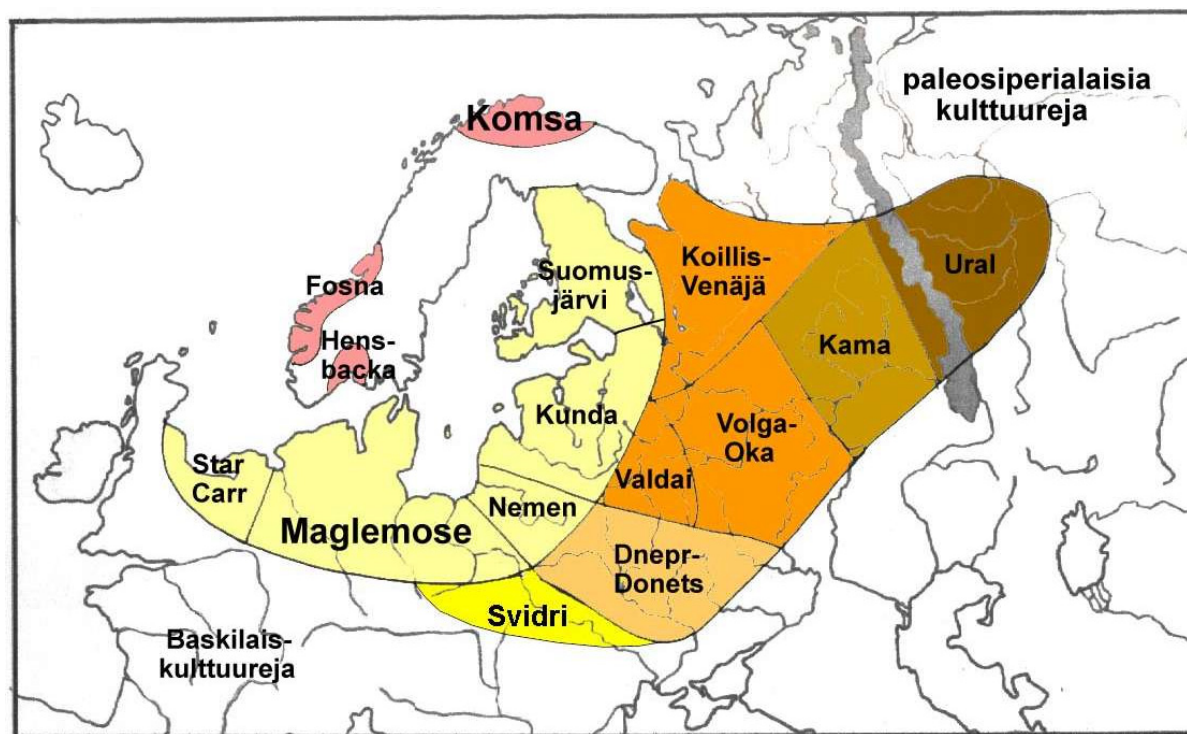 paleosiperialaisia
kulttuureja
Komsa
Koillis-
Venäjä
Ural
Suomus-
järvi
Fosna
Hens-
backa
Kama
Kunda
Volga-
Oka
Star
Carr
Valdai
Nemen
Maglemose
Dnepr-
Donets
Svidri
Baskilais-
kulttuureja